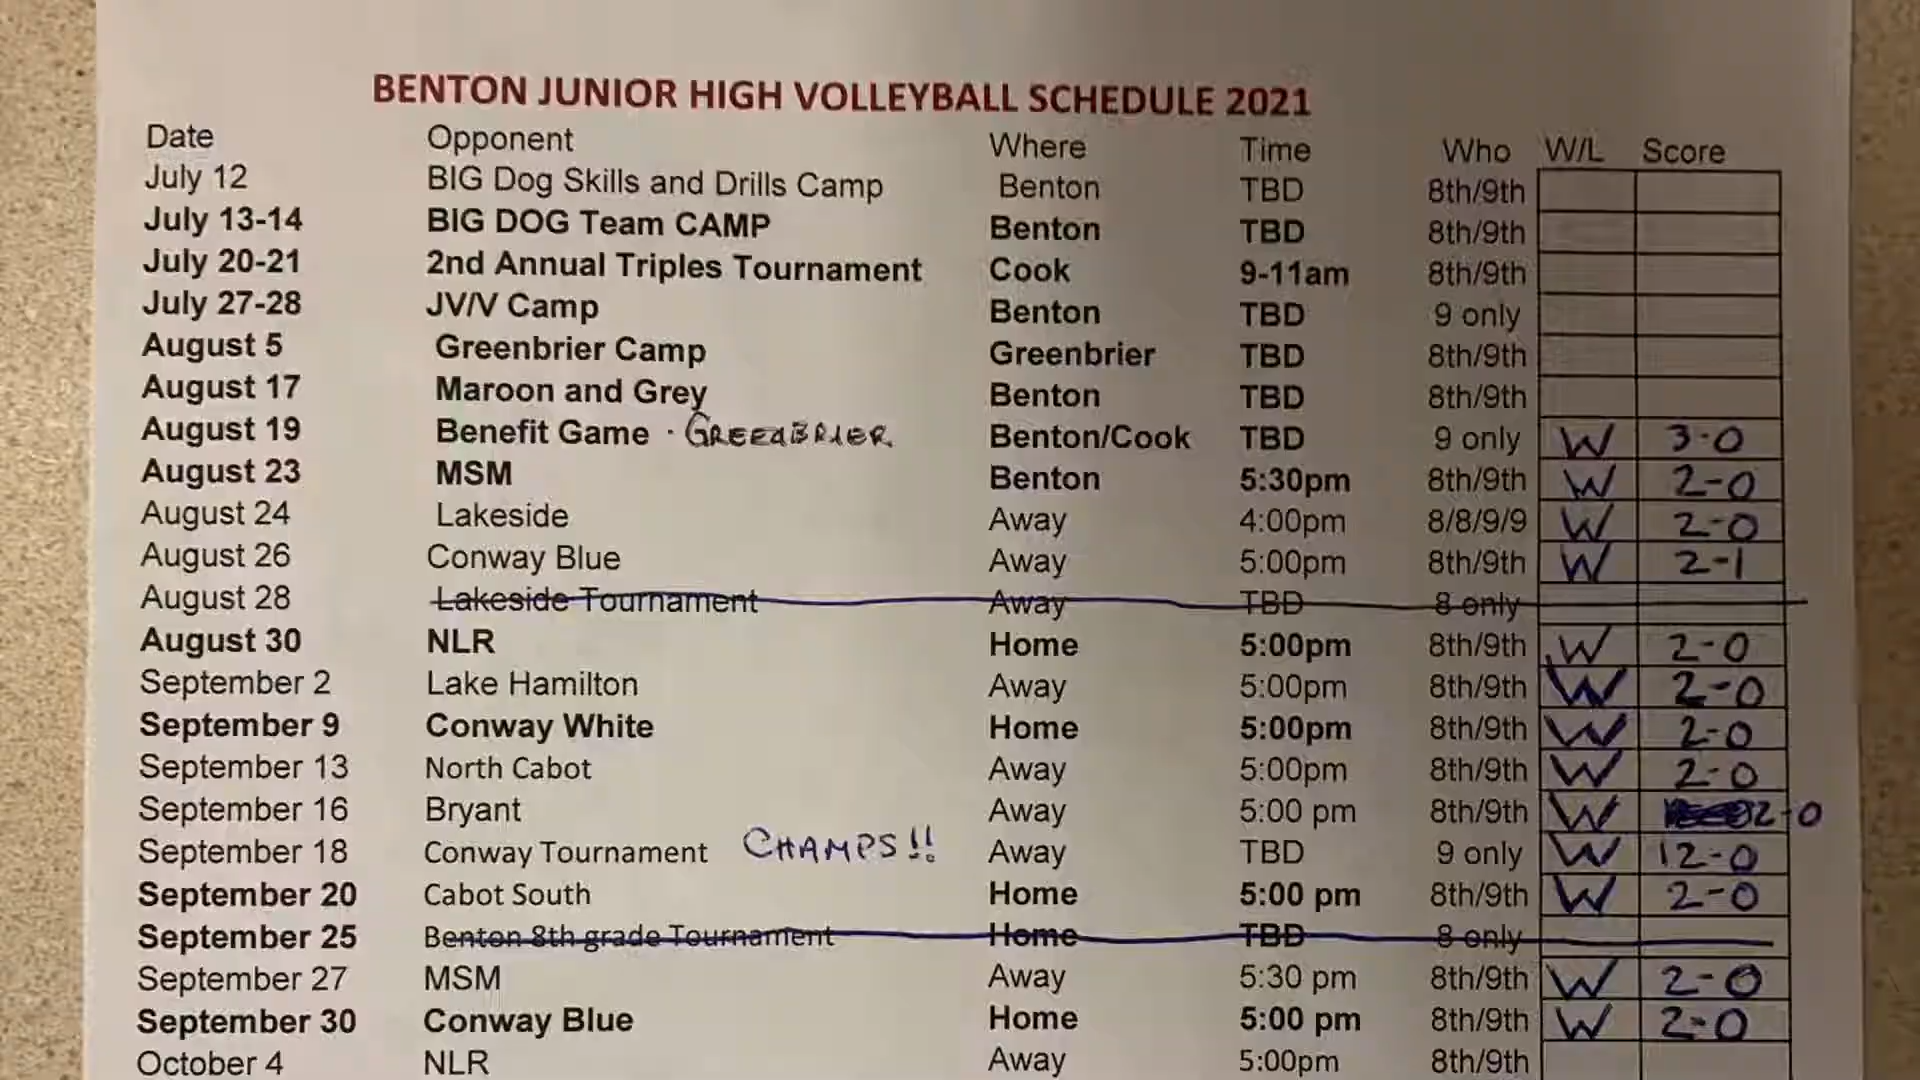 BENTON JUNIOR HIGH VOLLEYBALL SCHEDULE 2021
Date Opponent Where Time Who W/L Score
July 12 BIG Dog Skills and Drills Camp Benton TBD 8th/9th
July 13-14 BIG DOG Team CAMP Benton TBD 8th/9th
July 20-21 2nd Annual Triples Tournament Cook 9-11am 8th/9th
July 27-28 JV/V Camp Benton TBD 9 only
August 5 Greenbrier Camp Greenbrier TBD 8th/9th
August 17 Maroon and Grey Benton TBD 8th/9th
August 19 Benefit Game · GREENBRIER Benton/Cook TBD 9 only W 3-0
August 23 MSM Benton 5:30pm 8th/9th W 2-0
August 24 Lakeside Away 4:00pm 8/8/9/9 W 2-0
August 26 Conway Blue Away 5:00pm 8th/9th W 2-1
August 28 Lakeside Tournament Away TBD 8 only
August 30 NLR Home 5:00pm 8th/9th W 2-0
September 2 Lake Hamilton Away 5:00pm 8th/9th W 2-0
September 9 Conway White Home 5:00pm 8th/9th W 2-0
September 13 North Cabot Away 5:00pm 8th/9th W 2-0
September 16 Bryant Away 5:00 pm 8th/9th W 2-0
September 18 Conway Tournament CHAMPS!! Away TBD 9 only W 12-0
September 20 Cabot South Home 5:00 pm 8th/9th W 2-0
September 25 Benton 8th grade Tournament Home TBD 8 only
September 27 MSM Away 5:30 pm 8th/9th W 2-0
September 30 Conway Blue Home 5:00 pm 8th/9th W 2-0
October 4 NLR Away 5:00pm 8th/9th